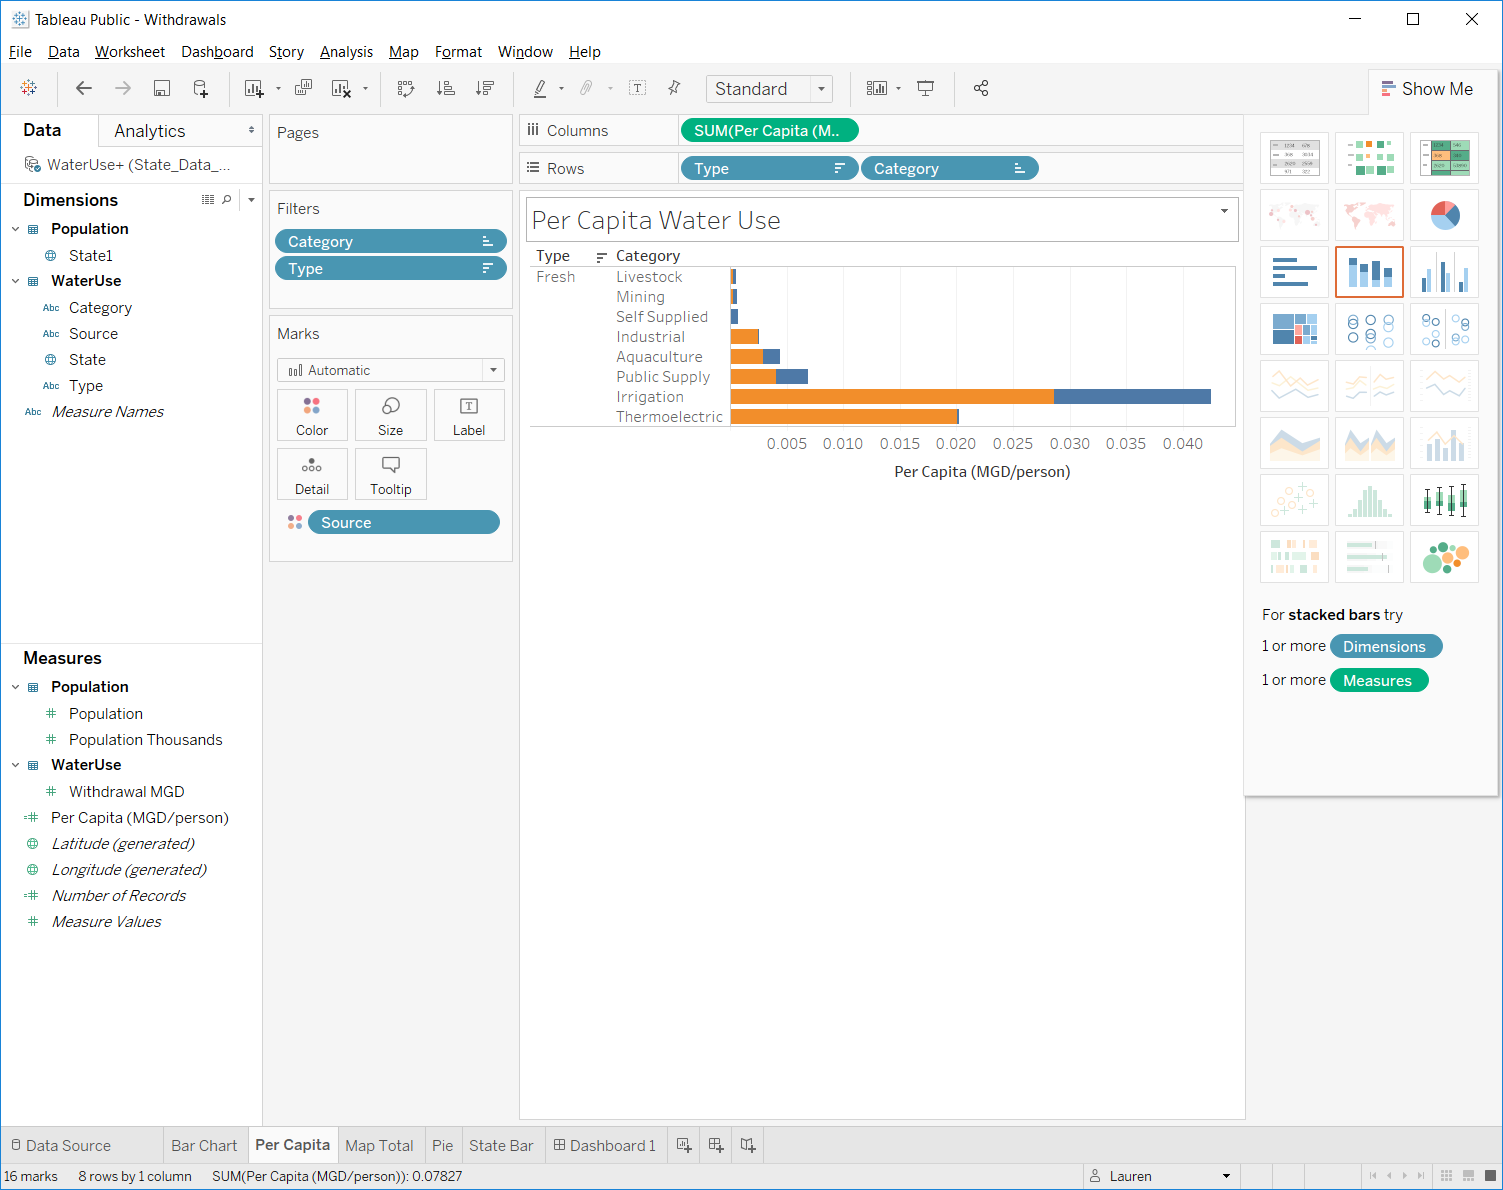 Tableau Public - Withdrawals
File Data Worksheet Dashboard Story Analysis Map Format Window Help
Standard
Show Me
Data Analytics
WaterUse+ (State_Data_...
Dimensions
Population
State1
WaterUse
Abc Category
Abc Source
State
Abc Type
Abc Measure Names
Measures
Population
Population
Population Thousands
WaterUse
Withdrawal MGD
Per Capita (MGD/person)
Latitude (generated)
Longitude (generated)
Number of Records
Measure Values
Pages
Filters
Category
Type
Marks
Automatic
Color Size Label
Detail Tooltip
Source
Columns SUM(Per Capita (M..
Rows Type Category
Per Capita Water Use
Type Category
Fresh Livestock
Mining
Self Supplied
Industrial
Aquaculture
Public Supply
Irrigation
Thermoelectric
0.005 0.010 0.015 0.020 0.025 0.030 0.035 0.040
Per Capita (MGD/person)
For stacked bars try
1 or more Dimensions
1 or more Measures
Data Source Bar Chart Per Capita Map Total Pie State Bar Dashboard 1
16 marks 8 rows by 1 column SUM(Per Capita (MGD/person)): 0.07827 Lauren